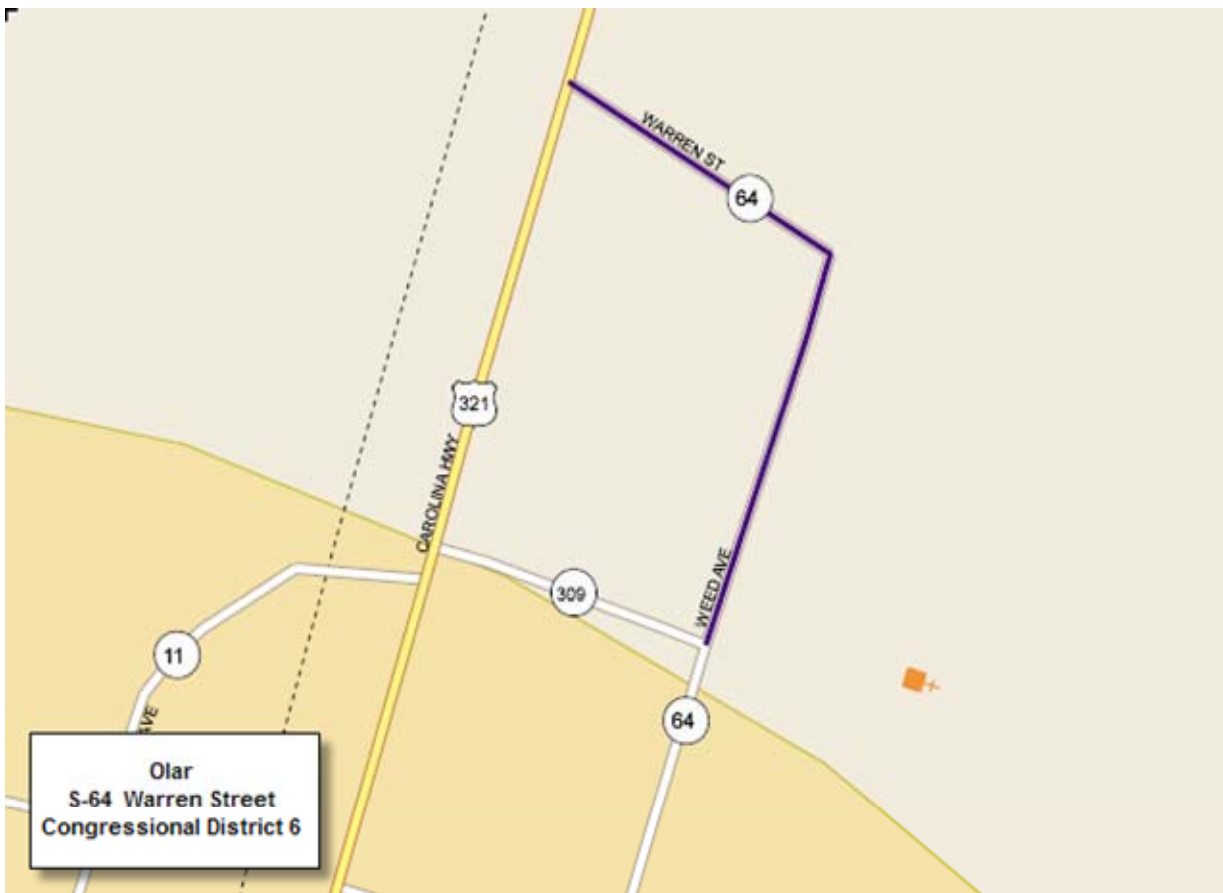 WARREN ST
64
321
CAROLINA HWY
WEED AVE
309
11
64
AVE
Olar
S-64 Warren Street
Congressional District 6